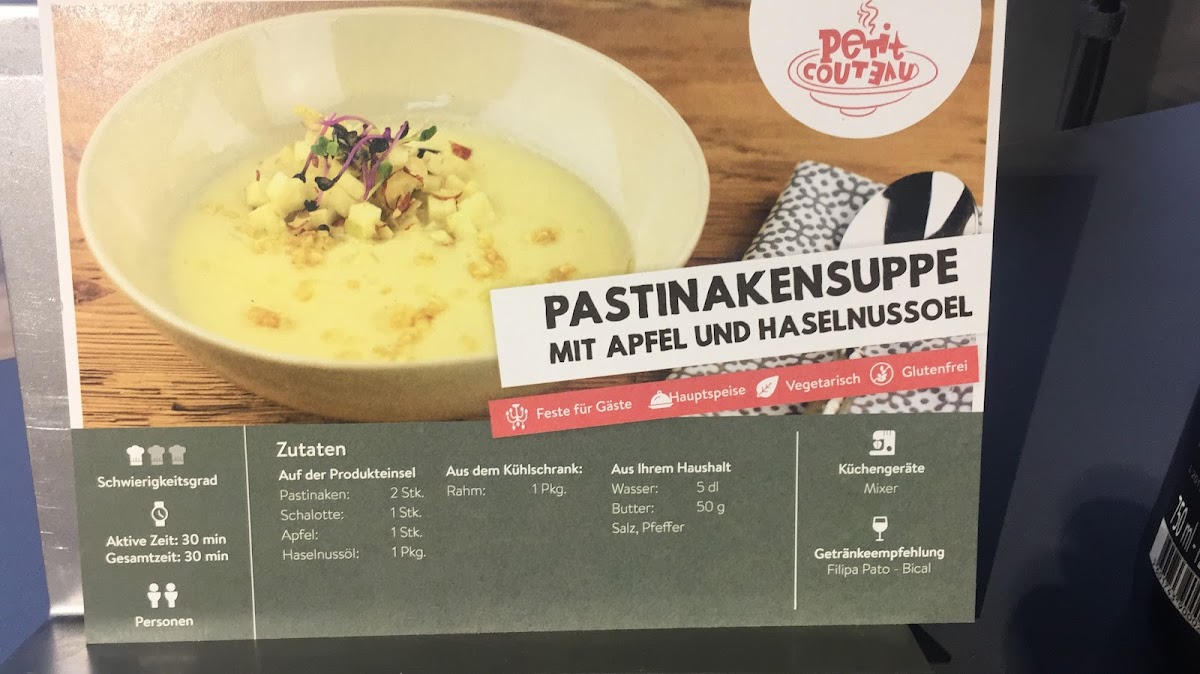 Petit
COUTEAU
PASTINAKENSUPPE
MIT APFEL UND HASELNUSSOEL
Feste für Gäste Hauptspeise Vegetarisch Glutenfrei
Schwierigkeitsgrad
Aktive Zeit: 30 min
Gesamtzeit: 30 min
Personen
Zutaten
Auf der Produkteinsel
Pastinaken: 2 Stk.
Schalotte: 1 Stk.
Apfel: 1 Stk.
Haselnussöl: 1 Pkg.
Aus dem Kühlschrank:
Rahm: 1 Pkg.
Aus Ihrem Haushalt
Wasser: 5 dl
Butter: 50 g
Salz, Pfeffer
Küchengeräte
Mixer
Getränkeempfehlung
Filipa Pato - Bical
750 ml